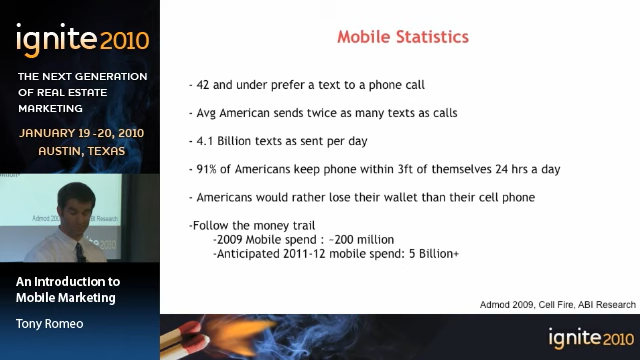 ignite2010
THE NEXT GENERATION
OF REAL ESTATE
MARKETING
JANUARY 19-20, 2010
AUSTIN, TEXAS
Admod 200
ABI Research
An Introduction to
Mobile Marketing
Tony Romeo
Mobile Statistics
- 42 and under prefer a text to a phone call
- Avg American sends twice as many texts as calls
- 4.1 Billion texts as sent per day
- 91% of Americans keep phone within 3ft of themselves 24 hrs a day
- Americans would rather lose their wallet than their cell phone
-Follow the money trail
-2009 Mobile spend : ~200 million
-Anticipated 2011-12 mobile spend: 5 Billion+
Admod 2009, Cell Fire, ABI Research
ignite2010